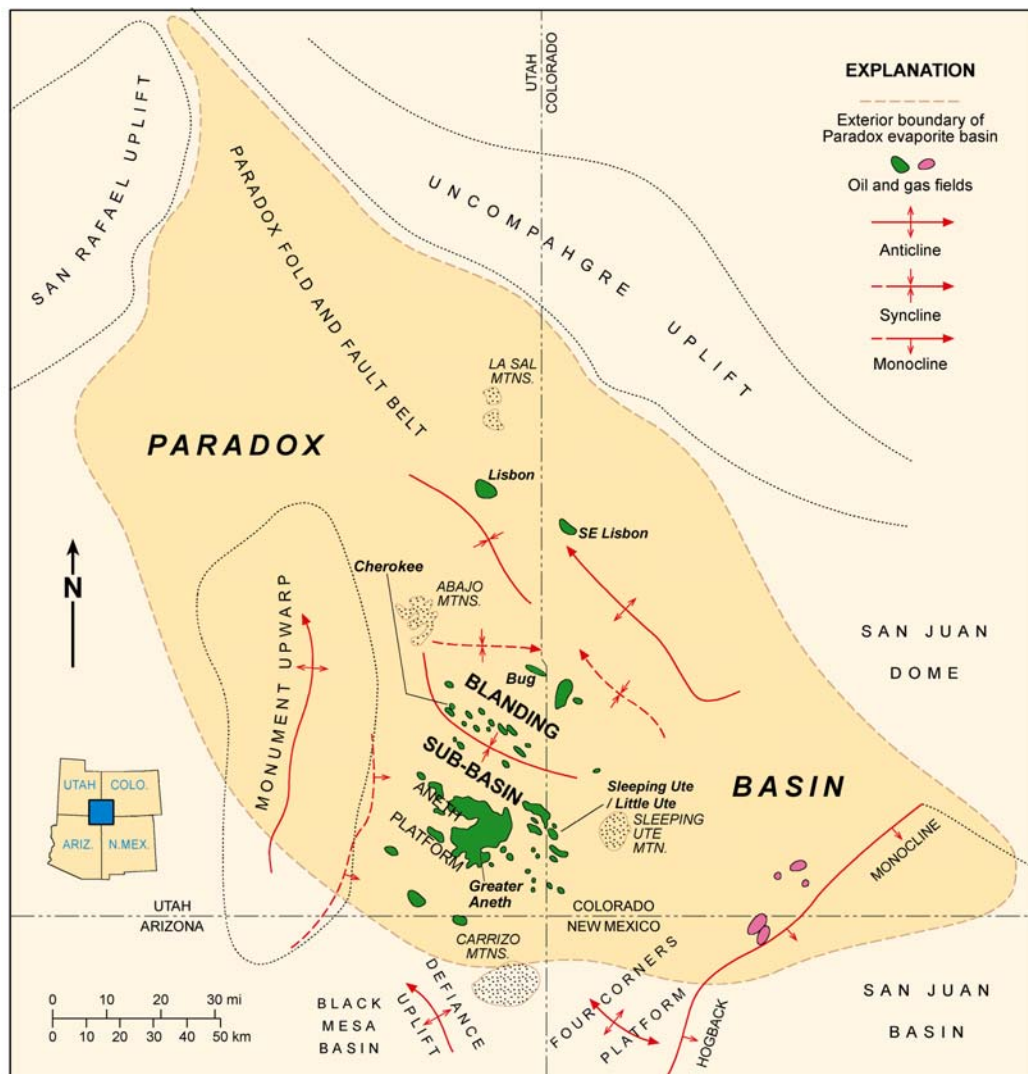 UTAH
COLORADO
EXPLANATION
Exterior boundary of
Paradox evaporite basin
Oil and gas fields
Anticline
Syncline
Monocline
SAN RAFAEL UPLIFT
PARADOX FOLD AND FAULT BELT
UNCOMPAHGRE UPLIFT
LA SAL
MTNS.
PARADOX
Lisbon
SE Lisbon
Cherokee
ABAJO
MTNS.
N
MONUMENT UPWARP
SAN JUAN
DOME
Bug
BLANDING
SUB-BASIN
BASIN
Sleeping Ute
/ Little Ute
SLEEPING
UTE
MTN.
ANETH
PLATFORM
Greater
Aneth
MONOCLINE
UTAH
COLO.
ARIZ.
N.MEX.
UTAH
ARIZONA
COLORADO
NEW MEXICO
CARRIZO
MTNS.
0 10 20 30 mi
0 10 20 30 40 50 km
BLACK
MESA
BASIN
DEFIANCE
UPLIFT
FOUR CORNERS
PLATFORM
HOGBACK
SAN JUAN
BASIN